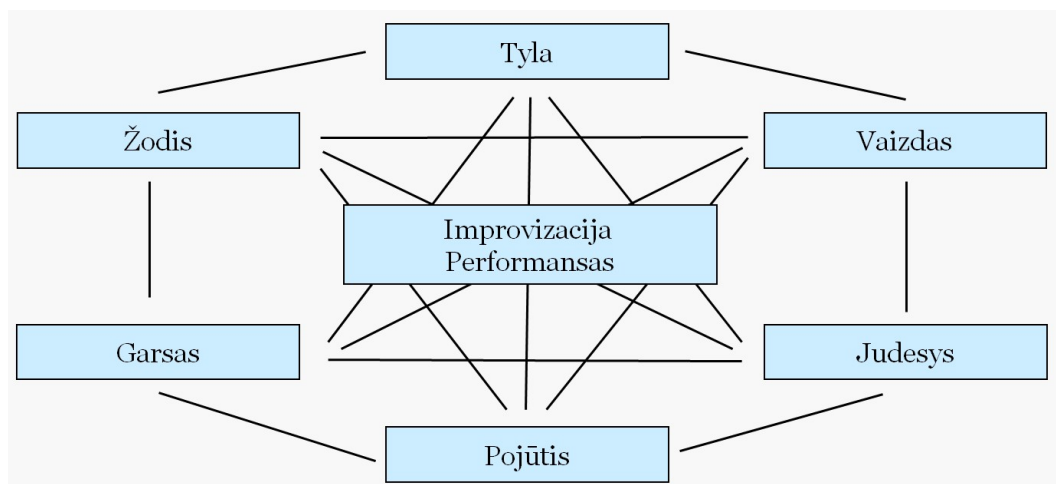 Tyla
Žodis
Vaizdas
Improvizacija
Performansas
Garsas
Judesys
Pojūtis